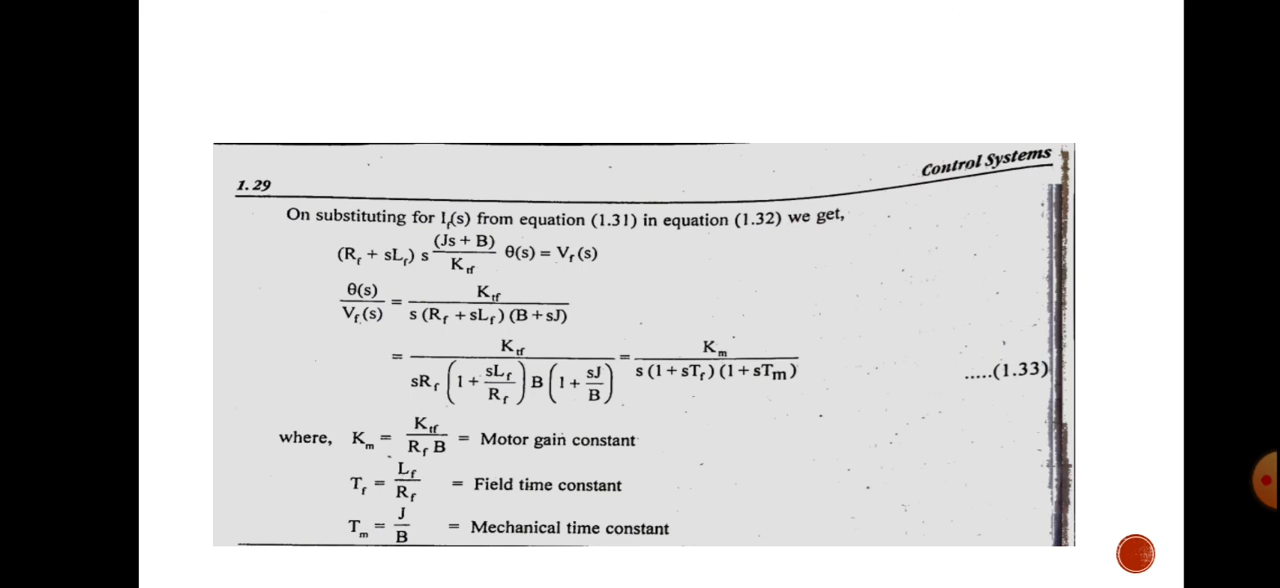 Control Systems
1.29
On substituting for I_f(s) from equation (1.31) in equation (1.32) we get,
(R_f + sL_f) s (Js + B)/K_tf θ(s) = V_f(s)
θ(s)/V_f(s) = K_tf / s (R_f + sL_f) (B + sJ)
= K_tf / sR_f (1 + sL_f/R_f) B (1 + sJ/B) = K_m / s (1 + sT_f) (1 + sT_m) .....(1.33)
where, K_m = K_tf / R_f B = Motor gain constant
T_f = L_f / R_f = Field time constant
T_m = J / B = Mechanical time constant